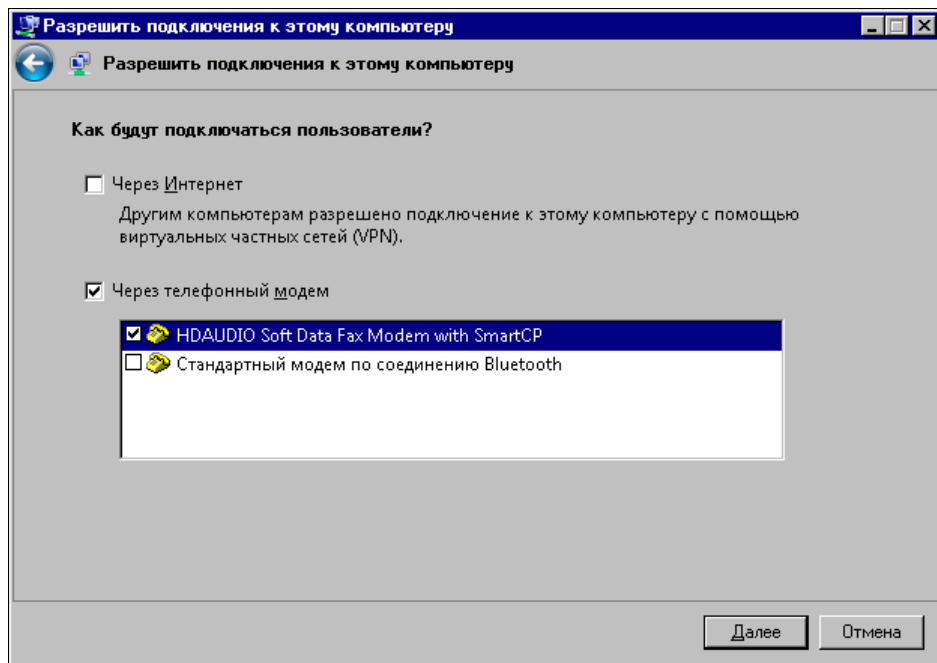 Разрешить подключения к этому компьютеру
Разрешить подключения к этому компьютеру
Как будут подключаться пользователи?
Через Интернет
Другим компьютерам разрешено подключение к этому компьютеру с помощью
виртуальных частных сетей (VPN).
Через телефонный модем
HDAUDIO Soft Data Fax Modem with SmartCP
Стандартный модем по соединению Bluetooth
Далее
Отмена